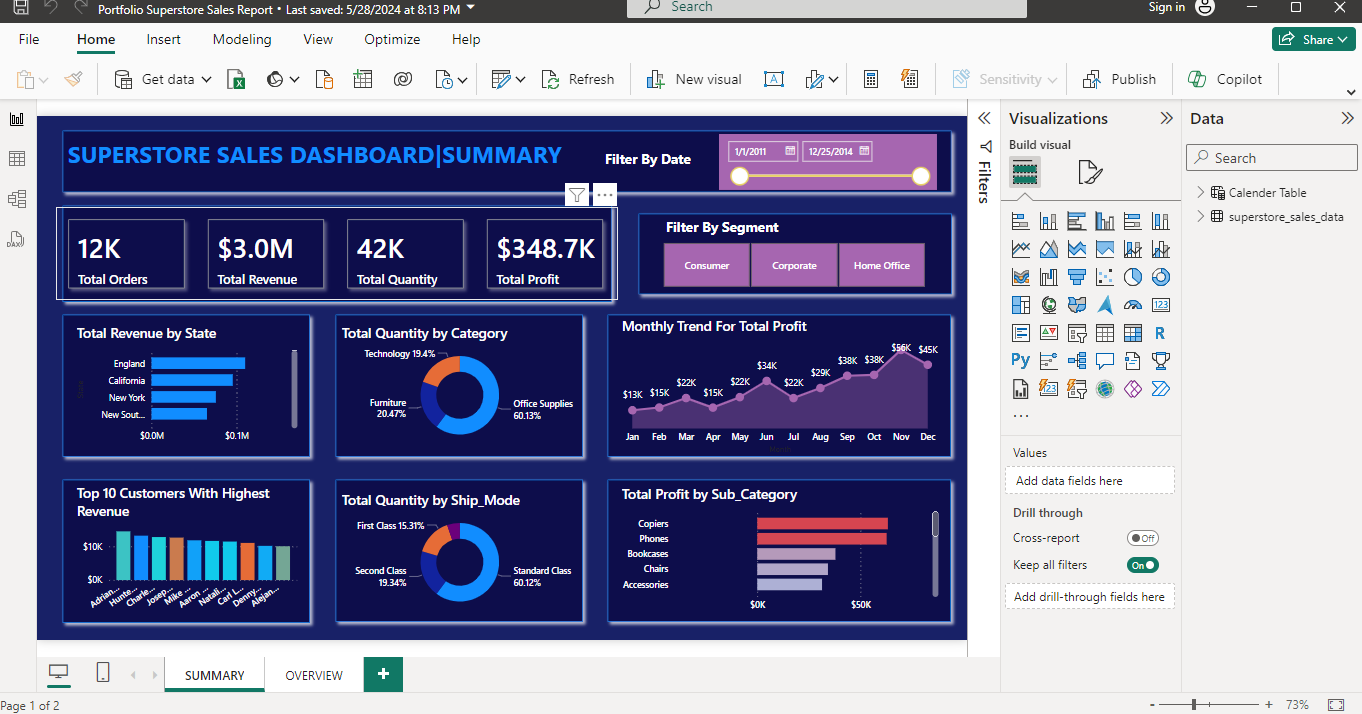 Portfolio Superstore Sales Report • Last saved: 5/28/2024 at 8:13 PM
Search
Sign in
File
Home
Insert
Modeling
View
Optimize
Help
Share
Get data
Refresh
New visual
Sensitivity
Publish
Copilot
SUPERSTORE SALES DASHBOARD|SUMMARY
Filter By Date
1/1/2011
12/25/2014
12K
Total Orders
$3.0M
Total Revenue
42K
Total Quantity
$348.7K
Total Profit
Filter By Segment
Consumer
Corporate
Home Office
Total Revenue by State
England
California
New York
New Sout...
$0.0M
$0.1M
Total Quantity by Category
Technology 19.4%
Furniture
20.47%
Office Supplies
60.13%
Monthly Trend For Total Profit
$13K
$15K
$22K
$15K
$22K
$34K
$22K
$29K
$38K
$38K
$56K
$45K
Jan
Feb
Mar
Apr
May
Jun
Jul
Aug
Sep
Oct
Nov
Dec
Top 10 Customers With Highest
Revenue
$10K
$0K
Adrian...
Hunte...
Charle...
Josep...
Mike ...
Aaron ...
Natali...
Carl L...
Denny...
Alejan...
Total Quantity by Ship_Mode
First Class 15.31%
Second Class
19.34%
Standard Class
60.12%
Total Profit by Sub_Category
Copiers
Phones
Bookcases
Chairs
Accessories
$0K
$50K
Filters
Visualizations
Build visual
123
R
Py
123
Values
Add data fields here
Drill through
Cross-report
Off
Keep all filters
On
Add drill-through fields here
Data
Search
Calender Table
superstore_sales_data
SUMMARY
OVERVIEW
Page 1 of 2
73%